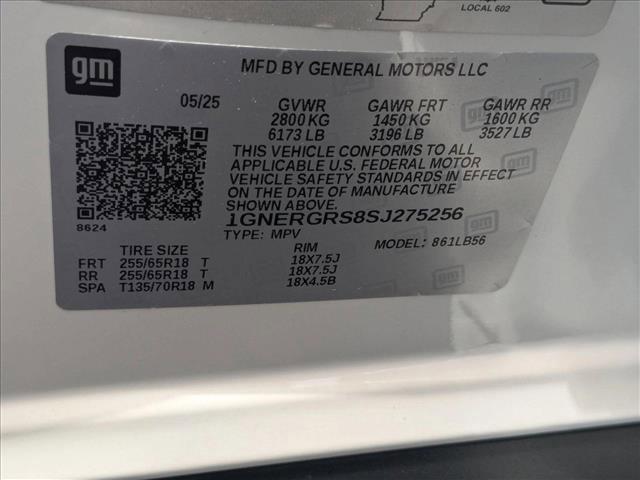 LOCAL 602
gm
MFD BY GENERAL MOTORS LLC
05/25 GVWR GAWR FRT GAWR RR
2800 KG 1450 KG 1600 KG
6173 LB 3196 LB 3527 LB
THIS VEHICLE CONFORMS TO ALL
APPLICABLE U.S. FEDERAL MOTOR
VEHICLE SAFETY STANDARDS IN EFFECT
ON THE DATE OF MANUFACTURE
SHOWN ABOVE.
1GNERGRS8SJ275256
8624
TYPE: MPV MODEL: 861LB56
TIRE SIZE RIM
FRT 255/65R18 T 18X7.5J
RR 255/65R18 T 18X7.5J
SPA T135/70R18 M 18X4.5B